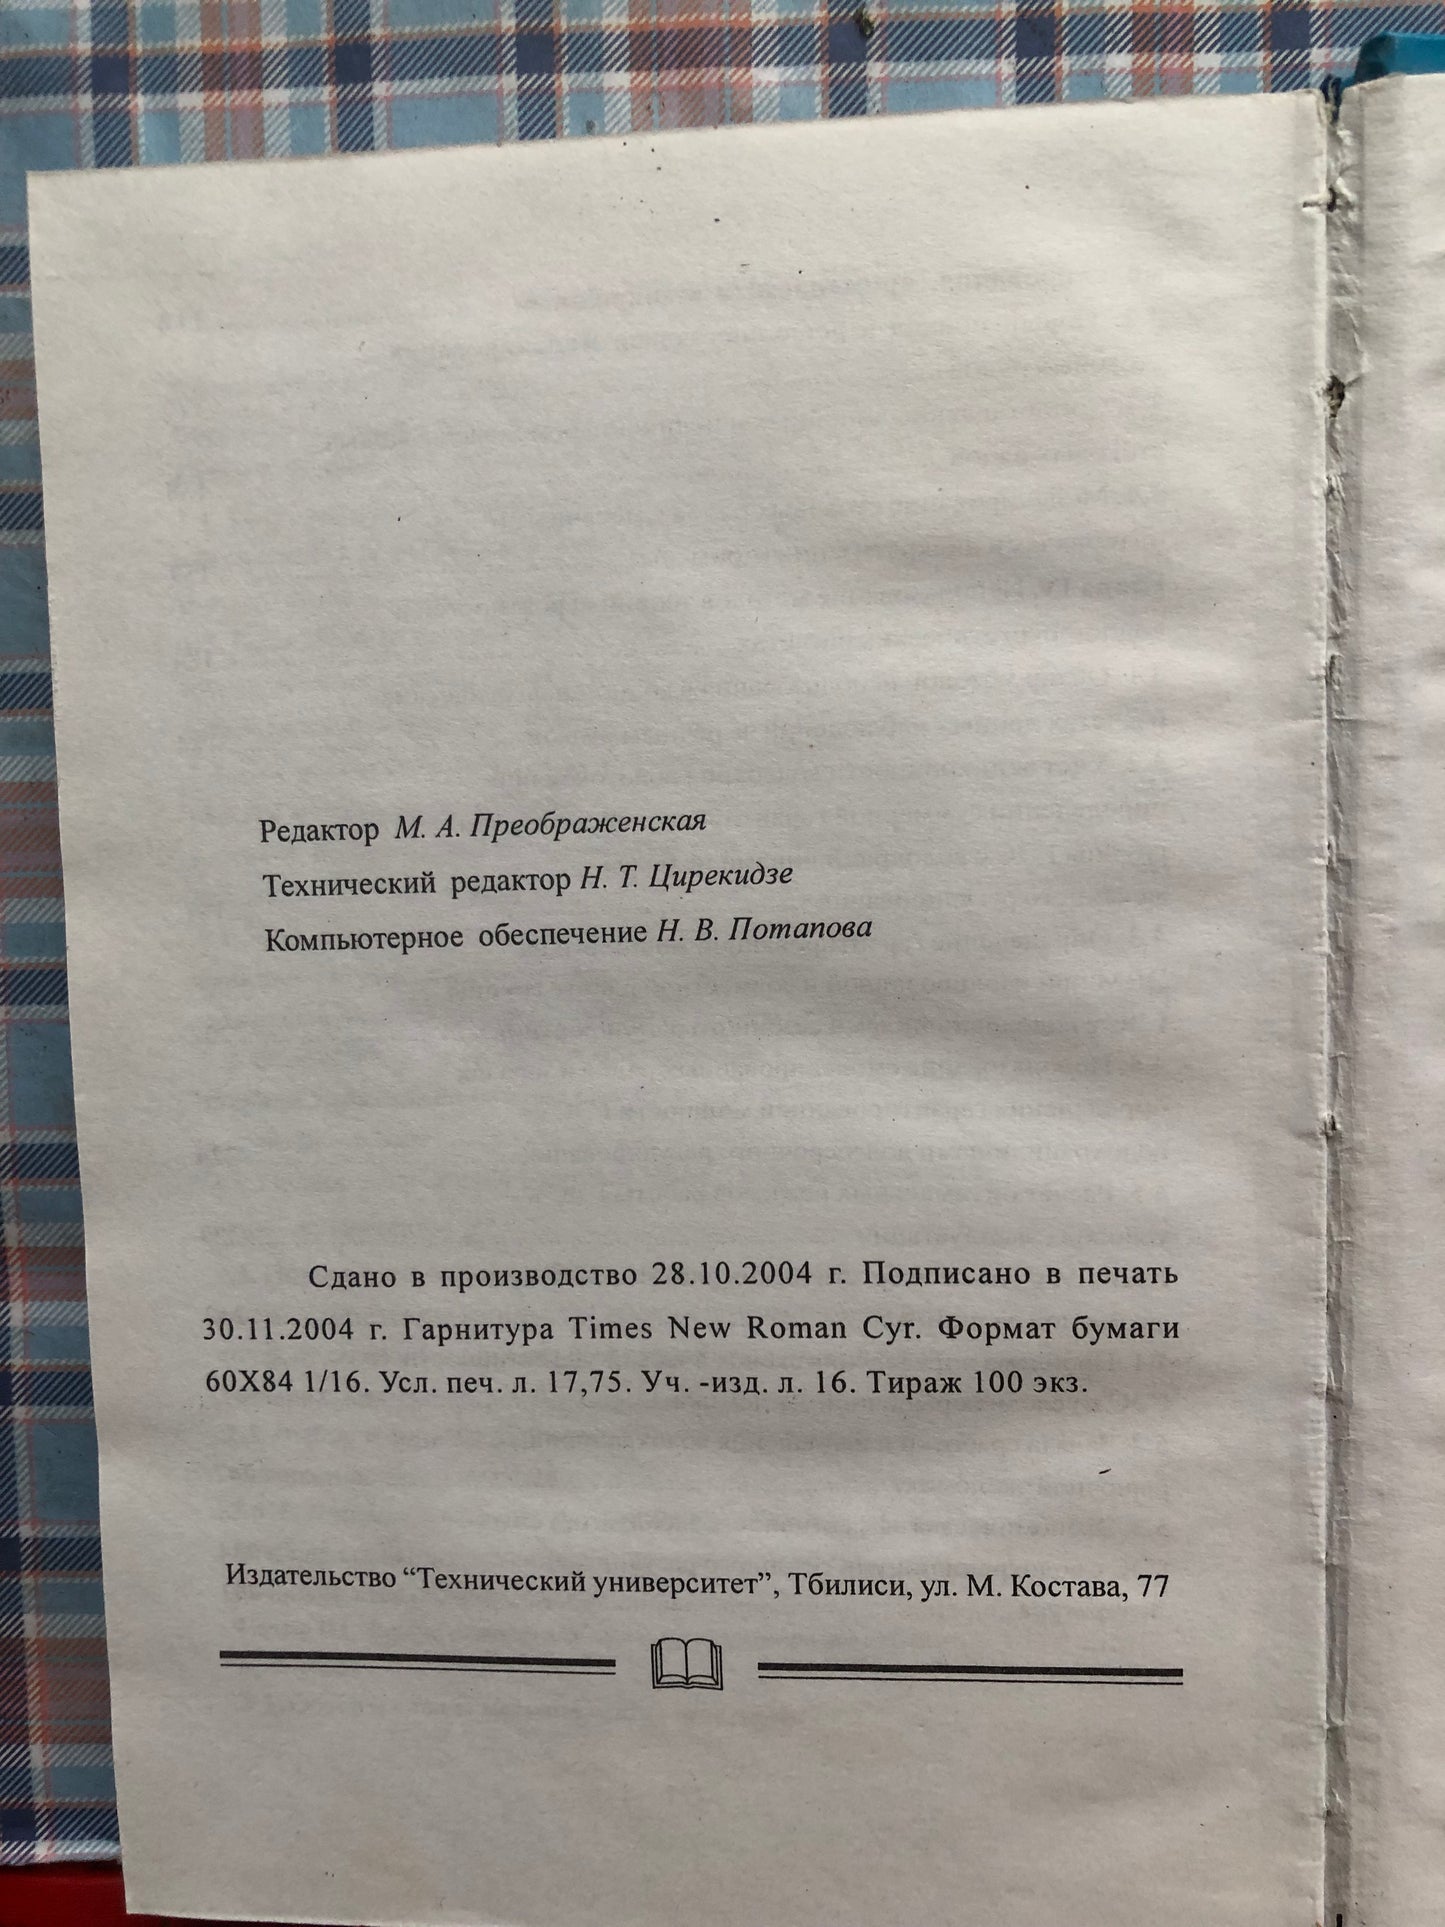 Редактор М. А. Преображенская
Технический редактор Н. Т. Цирекидзе
Компьютерное обеспечение Н. В. Потапова
Сдано в производство 28.10.2004 г. Подписано в печать
30.11.2004 г. Гарнитура Times New Roman Cyr. Формат бумаги
60X84 1/16. Усл. печ. л. 17,75. Уч. -изд. л. 16. Тираж 100 экз.
Издательство “Технический университет”, Тбилиси, ул. М. Костава, 77